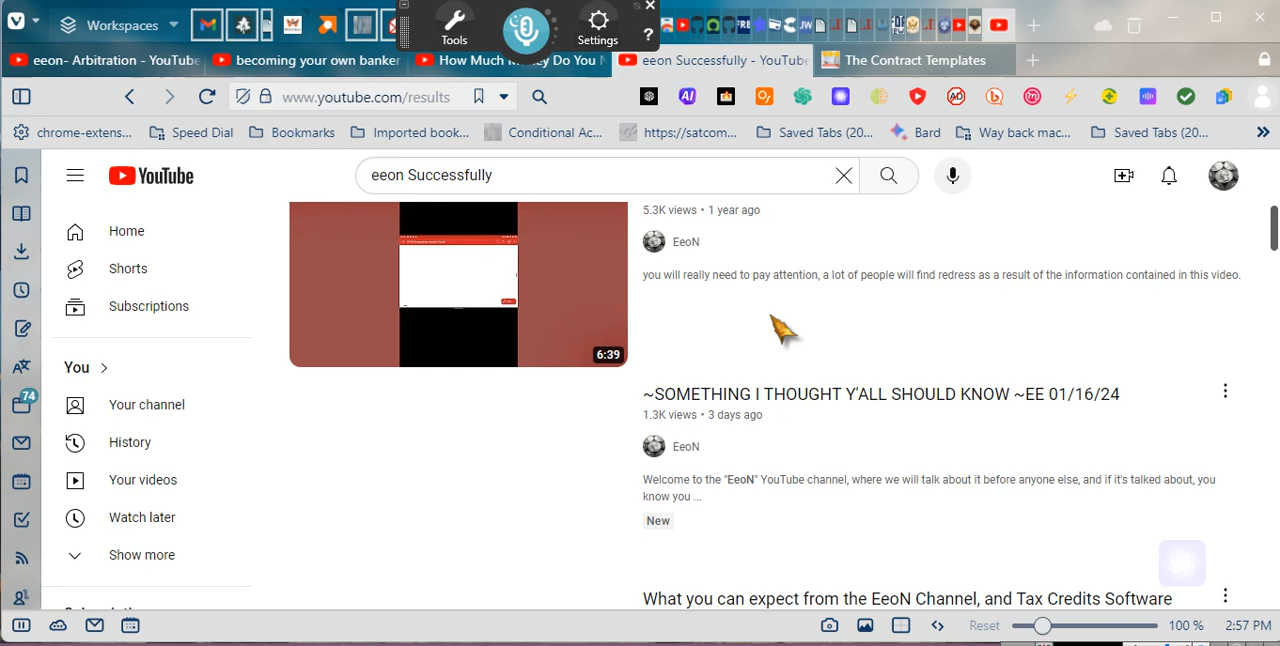 Workspaces
Tools
Settings
?
eeon- Arbitration - YouTube
becoming your own banker
How Much Money Do You N
eeon Successfully - YouTube
The Contract Templates
www.youtube.com/results
chrome-extens...
Speed Dial
Bookmarks
Imported book...
Conditional Ac...
https://satcom...
Saved Tabs (20...
Bard
Way back mac...
Saved Tabs (20...
YouTube
eeon Successfully
Home
Shorts
Subscriptions
You
Your channel
History
Your videos
Watch later
Show more
74
6:39
5.3K views • 1 year ago
EeoN
you will really need to pay attention, a lot of people will find redress as a result of the information contained in this video.
~SOMETHING I THOUGHT Y'ALL SHOULD KNOW ~EE 01/16/24
1.3K views • 3 days ago
EeoN
Welcome to the "EeoN" YouTube channel, where we will talk about it before anyone else, and if it's talked about, you
know you ...
New
What you can expect from the EeoN Channel, and Tax Credits Software
Reset
100 %
2:57 PM